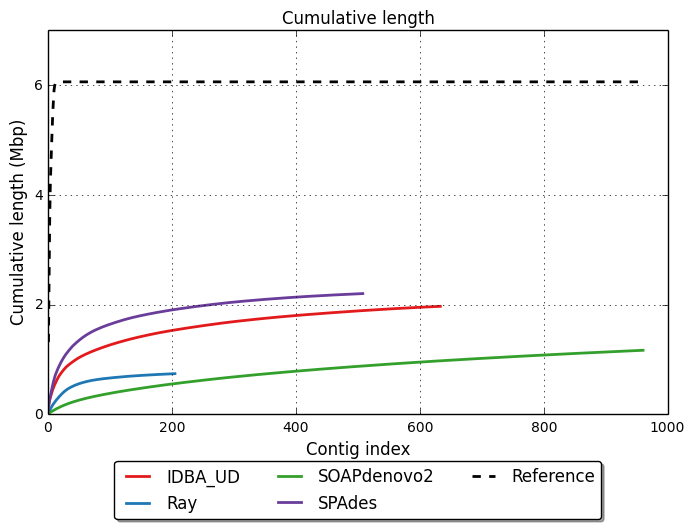 Cumulative length
Cumulative length (Mbp)
6
4
2
0
0 200 400 600 800 1000
Contig index
IDBA_UD SOAPdenovo2 Reference
Ray SPAdes